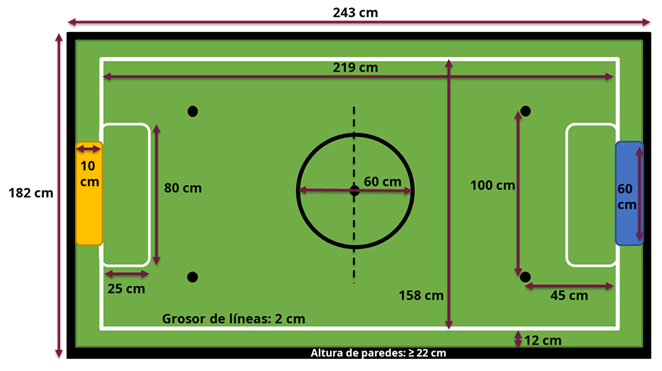 243 cm
219 cm
10
cm
60 cm
100 cm
60
cm
80 cm
182 cm
25 cm
158 cm
45 cm
Grosor de líneas: 2 cm
12 cm
Altura de paredes: ≥ 22 cm